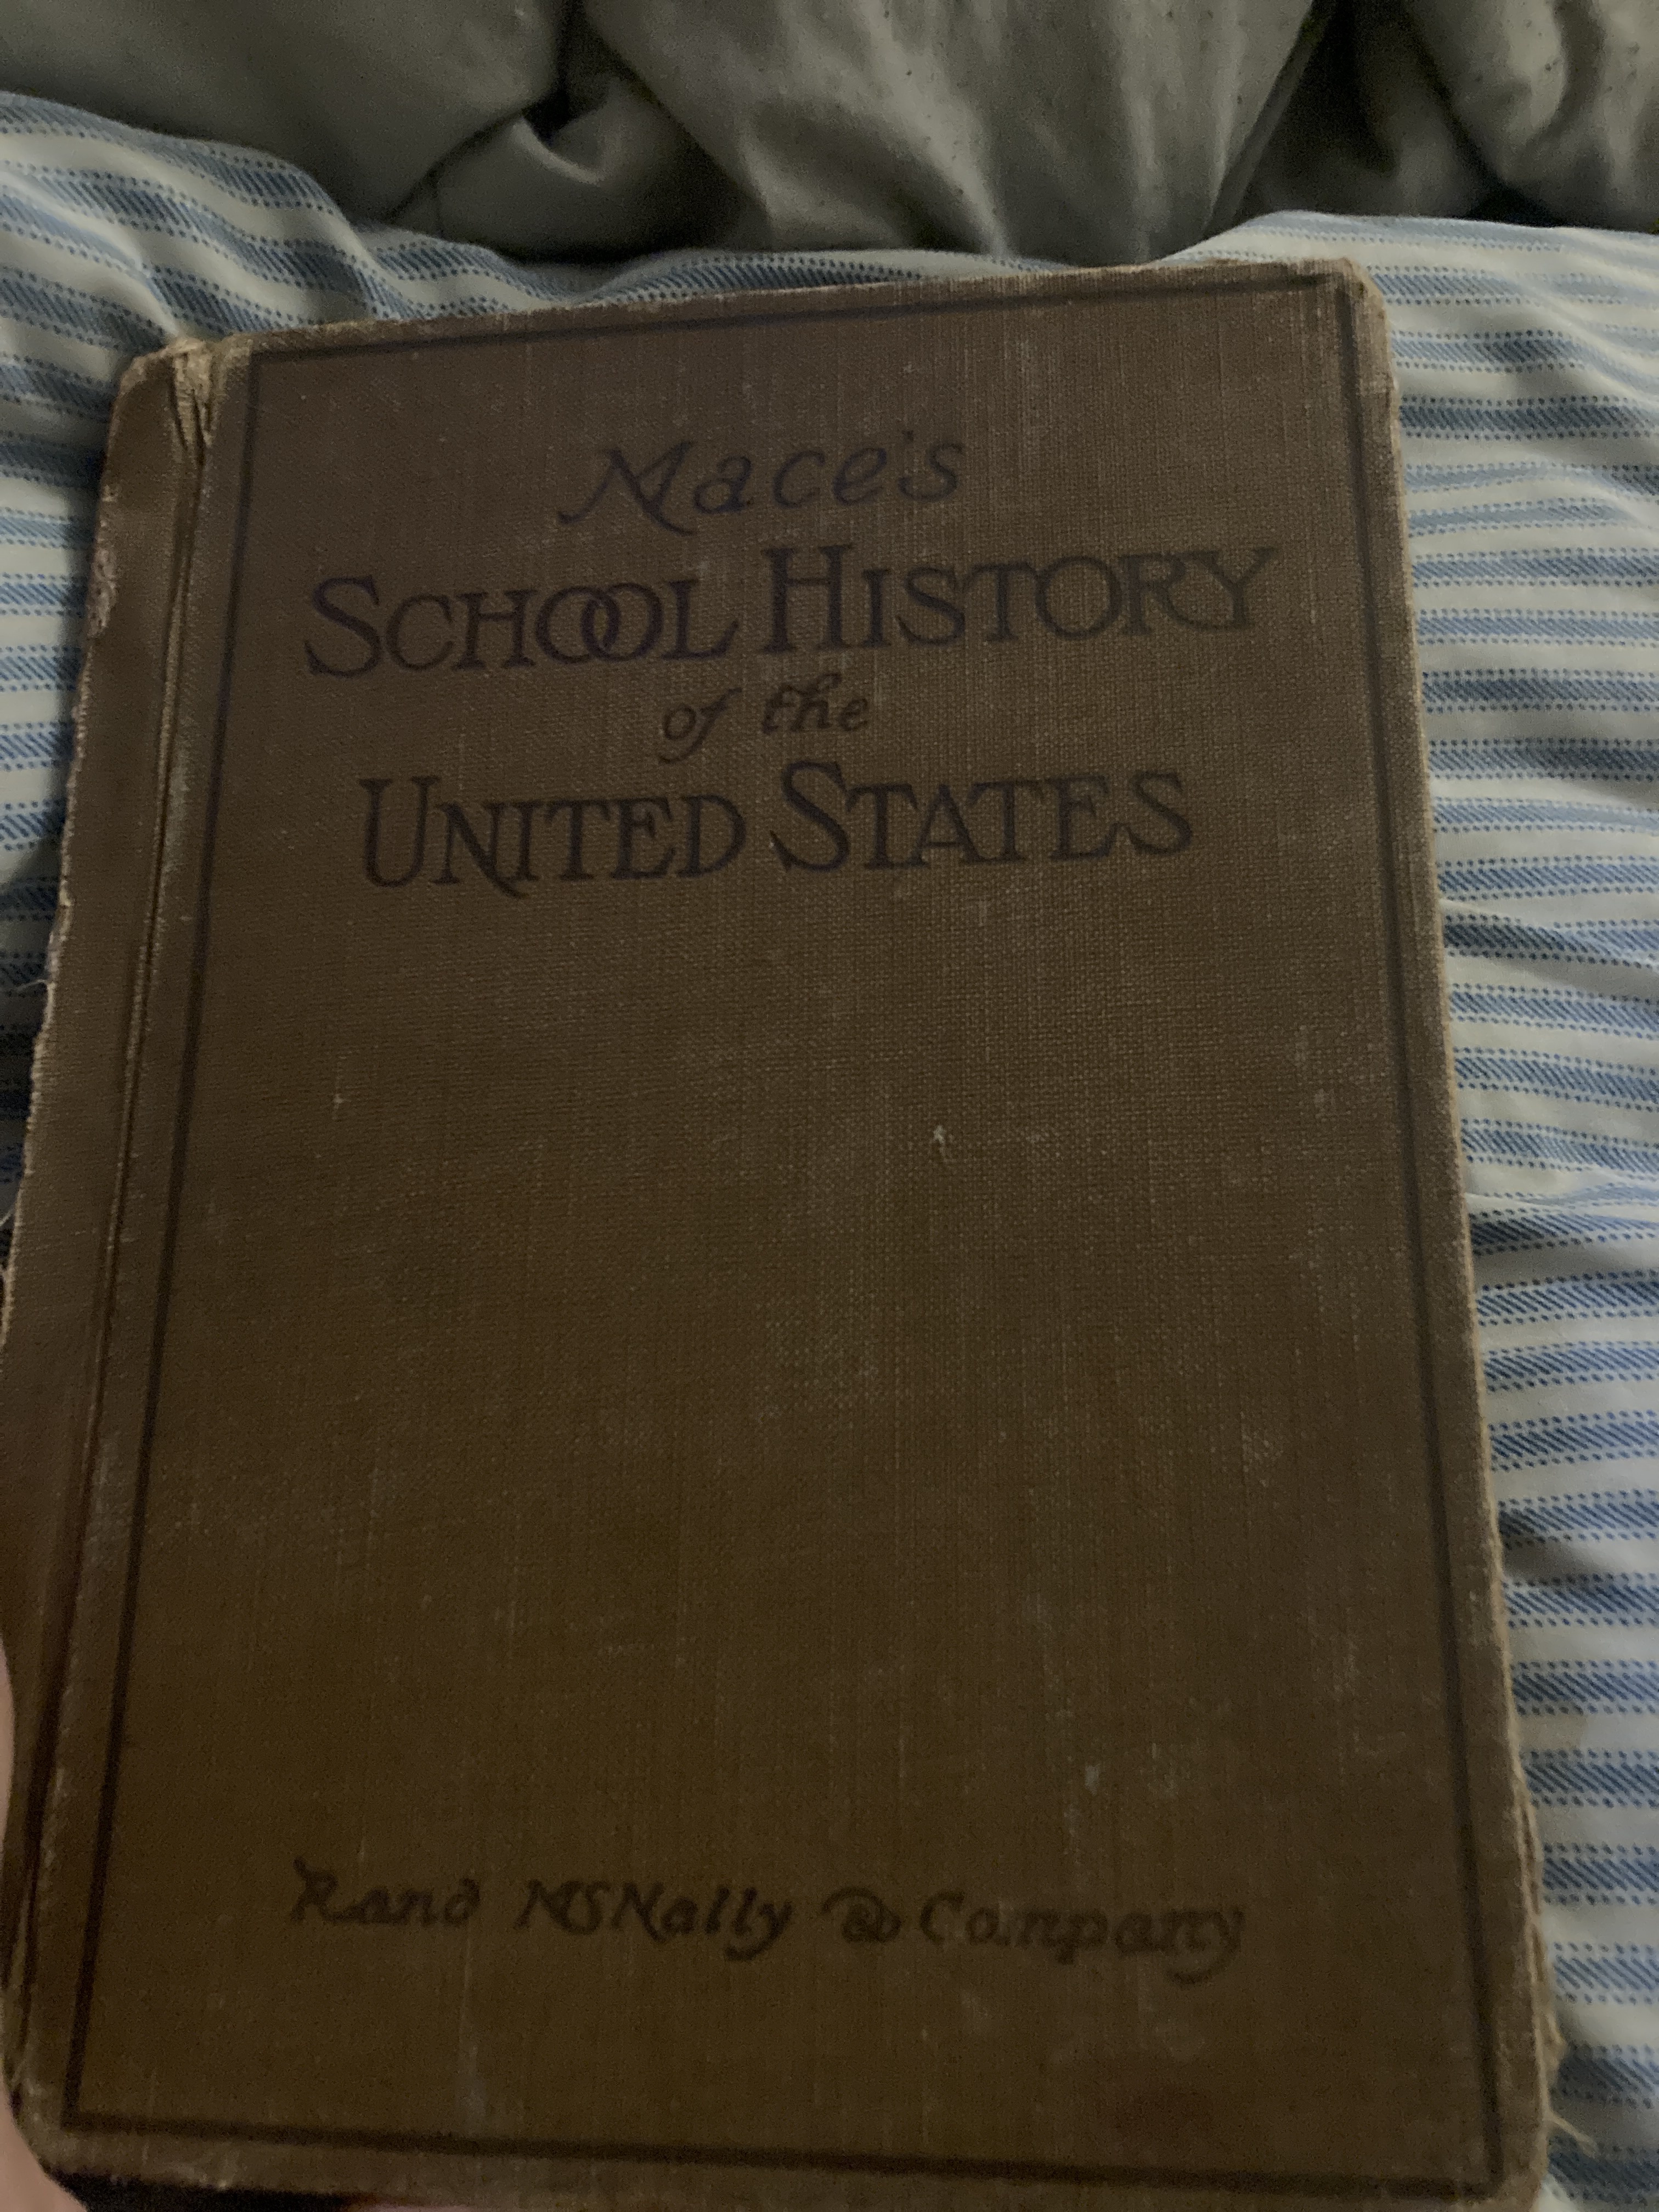 Mace's
SCHOOL HISTORY
of the
UNITED STATES
Rand McNally & Company